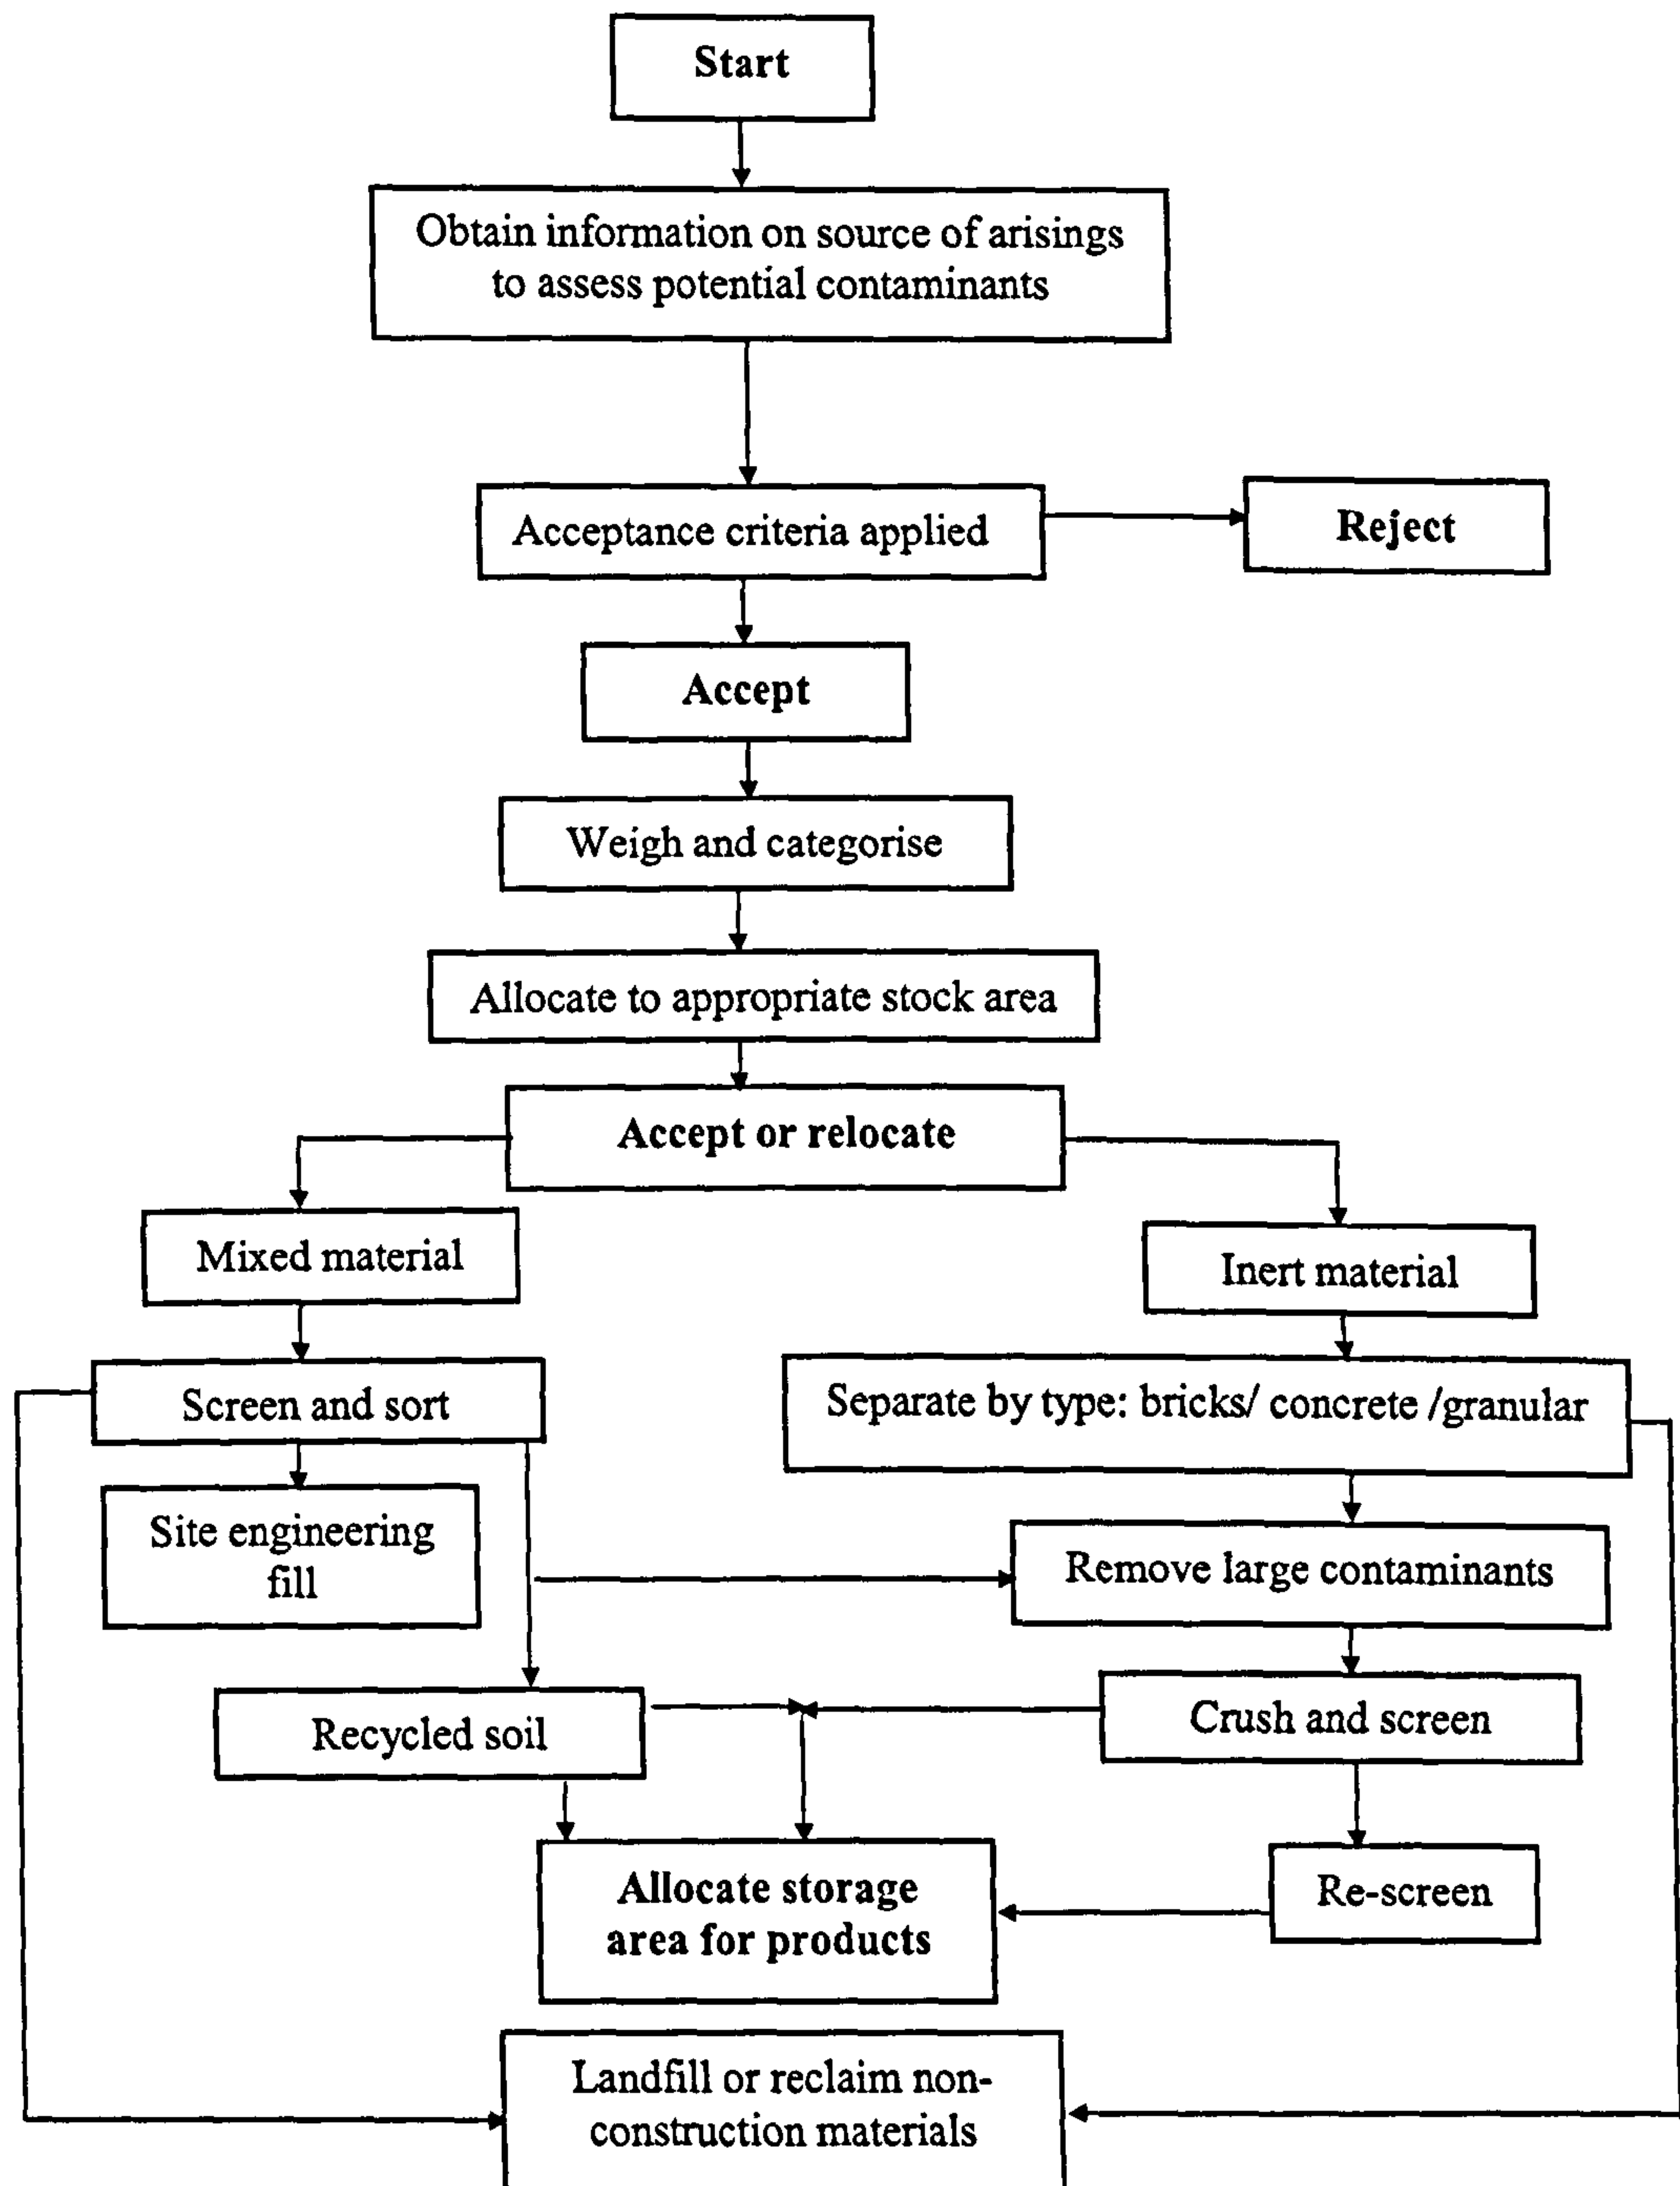 Start
Obtain information on source of arisings
to assess potential contaminants
Acceptance criteria applied
Reject
Accept
Weigh and categorise
Allocate to appropriate stock area
Accept or relocate
Mixed material
Inert material
Screen and sort
Separate by type: bricks/ concrete /granular
Site engineering
fill
Remove large contaminants
Recycled soil
Crush and screen
Allocate storage
area for products
Re-screen
Landfill or reclaim non-
construction materials